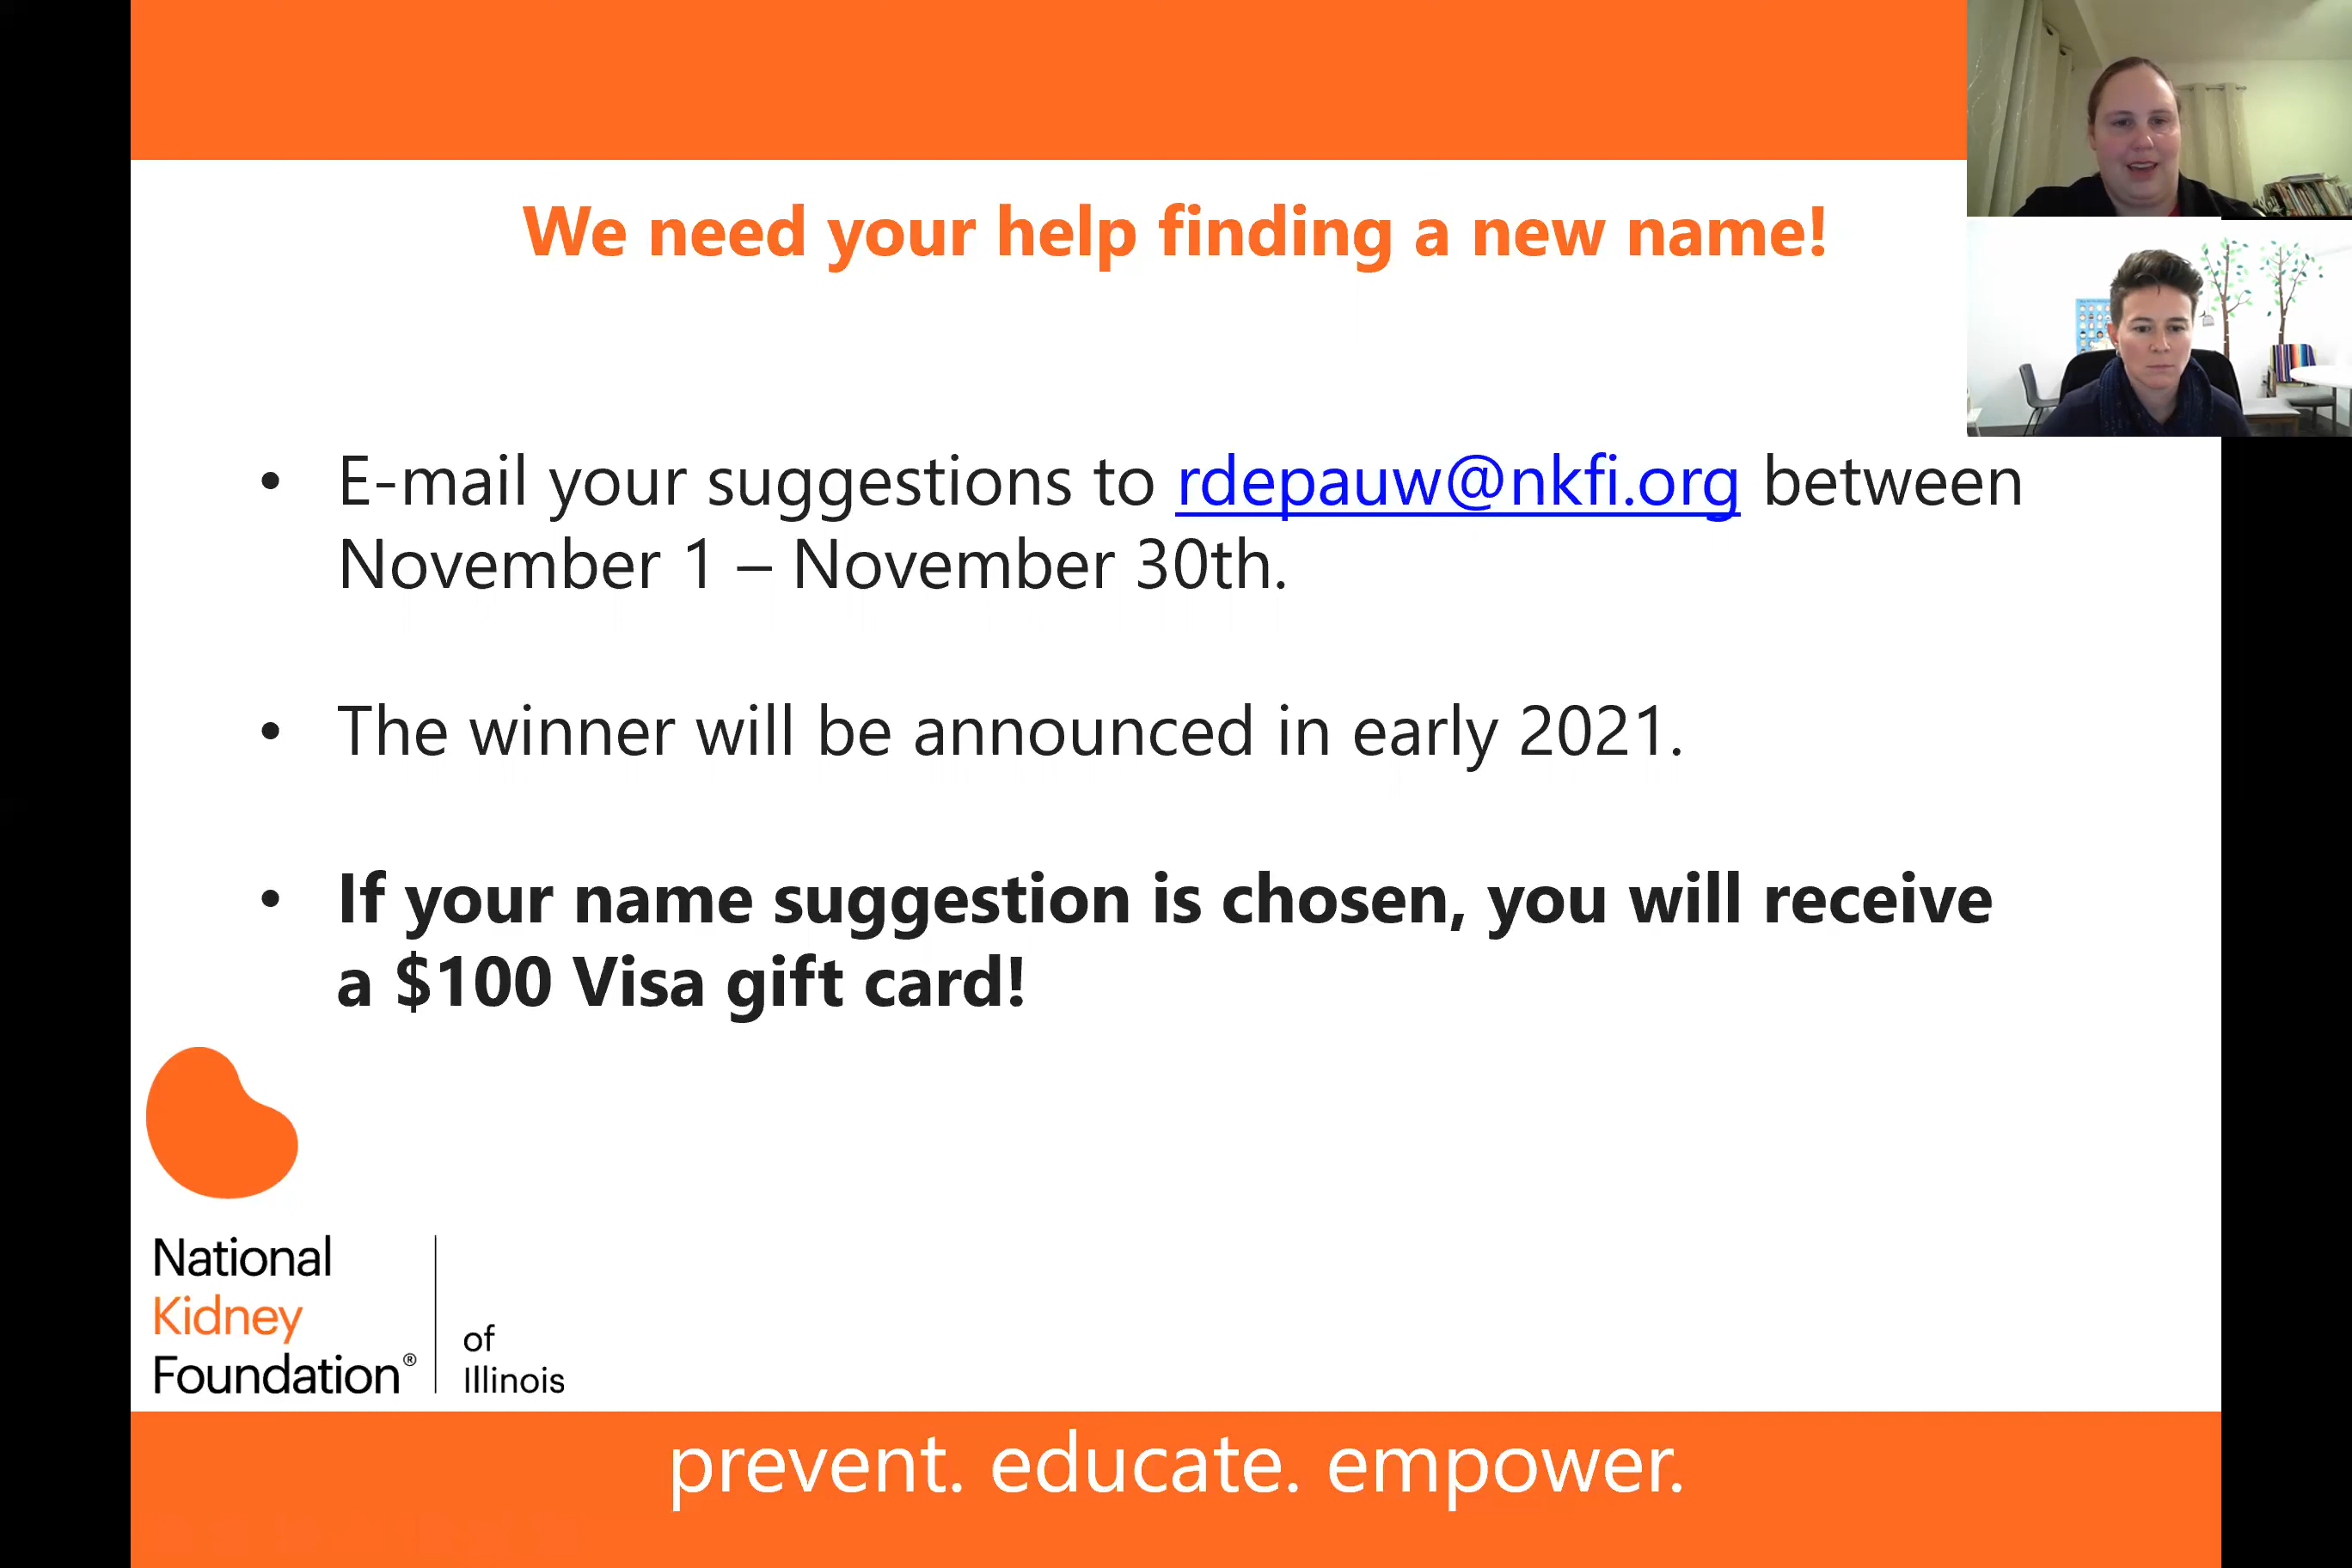 We need your help finding a new name!
• E-mail your suggestions to rdepauw@nkfi.org between
November 1 – November 30th.
• The winner will be announced in early 2021.
• If your name suggestion is chosen, you will receive
a $100 Visa gift card!
National
Kidney
Foundation®
of
Illinois
prevent. educate. empower.